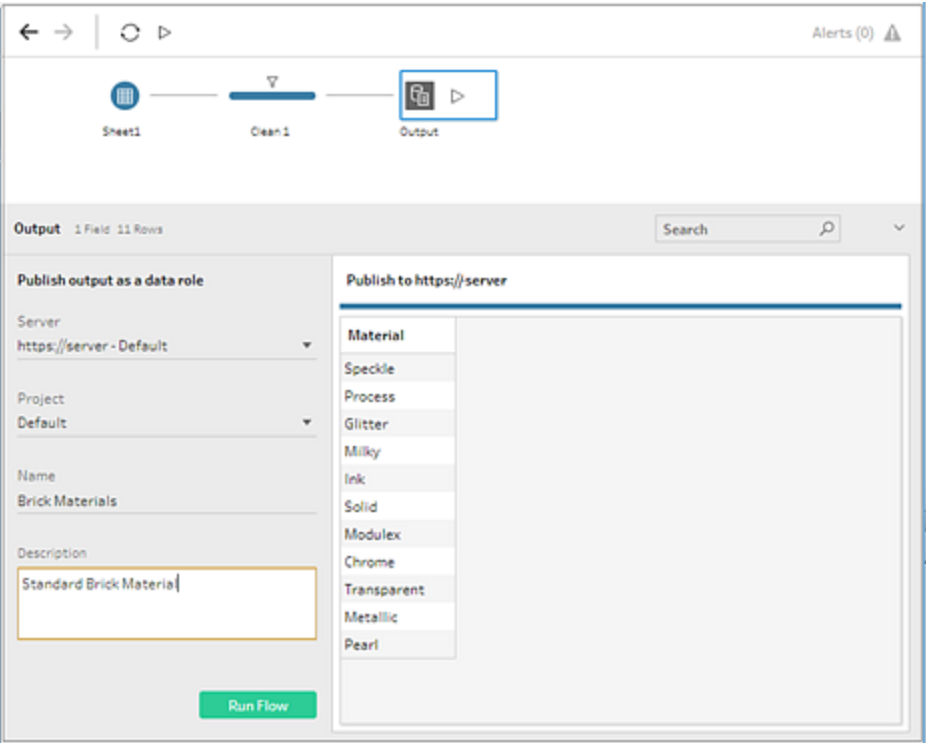 Alerts (0)
Sheet1
Clean 1
Output
Output 1 Field 11 Rows
Search
Publish output as a data role
Server
https://server - Default
Project
Default
Name
Brick Materials
Description
Standard Brick Material
Run Flow
Publish to https://server
Material
Speckle
Process
Glitter
Milky
Ink
Solid
Modulex
Chrome
Transparent
Metallic
Pearl